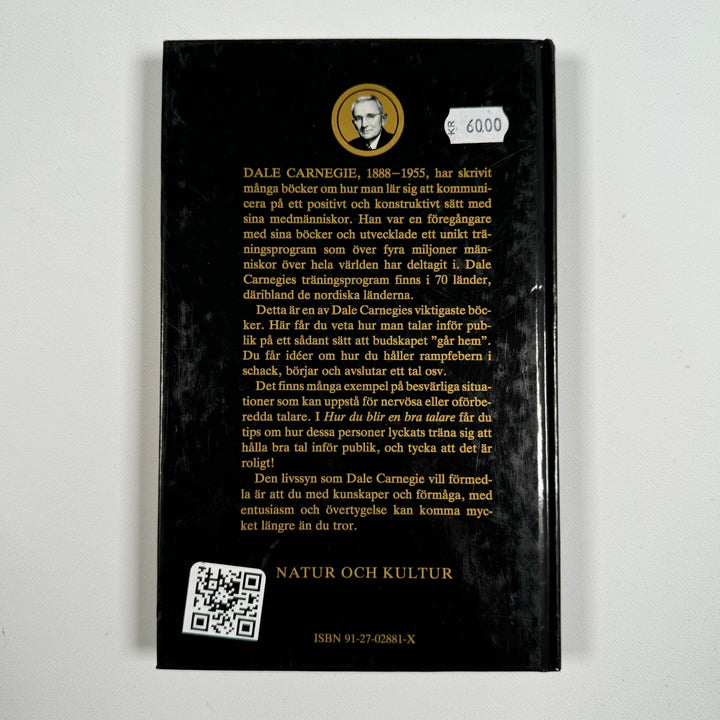 KR 60.00
DALE CARNEGIE, 1888–1955, har skrivit
många böcker om hur man lär sig att kommuni-
cera på ett positivt och konstruktivt sätt med
sina medmänniskor. Han var en föregångare
med sina böcker och utvecklade ett unikt trä-
ningsprogram som över fyra miljoner män-
niskor över hela världen har deltagit i. Dale
Carnegies träningsprogram finns i 70 länder,
däribland de nordiska länderna.
Detta är en av Dale Carnegies viktigaste böc-
ker. Här får du veta hur man talar inför pub-
lik på ett sådant sätt att budskapet ”går hem”.
Du får idéer om hur du håller rampfebern i
schack, börjar och avslutar ett tal osv.
Det finns många exempel på besvärliga situa-
tioner som kan uppstå för nervösa eller oförbe-
redda talare. I Hur du blir en bra talare får du
tips om hur dessa personer lyckats träna sig att
hålla bra tal inför publik, och tycka att det är
roligt!
Den livssyn som Dale Carnegie vill förmed-
la är att du med kunskaper och förmåga, med
entusiasm och övertygelse kan komma myc-
ket längre än du tror.
NATUR OCH KULTUR
ISBN 91-27-02881-X